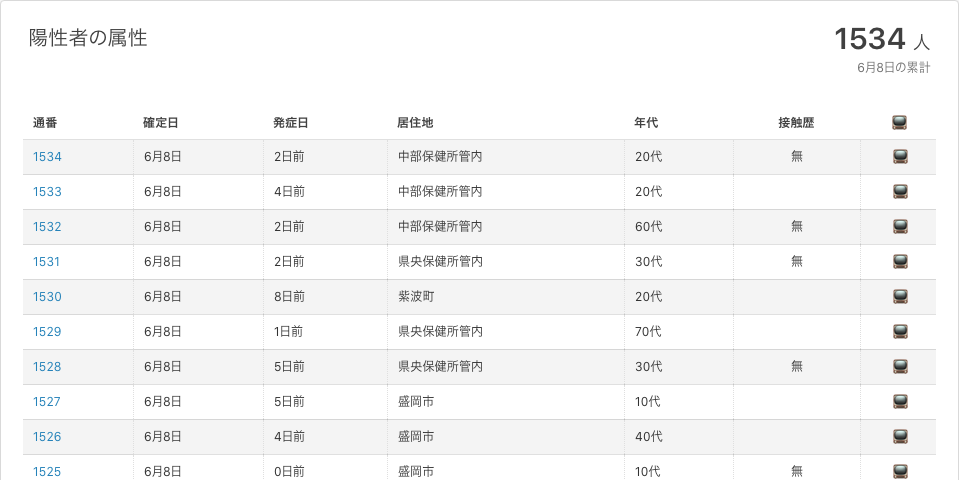 陽性者の属性
1534 人
6月8日の累計
通番 確定日 発症日 居住地 年代 接触歴
1534 6月8日 2日前 中部保健所管内 20代 無
1533 6月8日 4日前 中部保健所管内 20代
1532 6月8日 2日前 中部保健所管内 60代 無
1531 6月8日 2日前 県央保健所管内 30代 無
1530 6月8日 8日前 紫波町 20代
1529 6月8日 1日前 県央保健所管内 70代
1528 6月8日 5日前 県央保健所管内 30代 無
1527 6月8日 5日前 盛岡市 10代
1526 6月8日 4日前 盛岡市 40代
1525 6月8日 0日前 盛岡市 10代 無